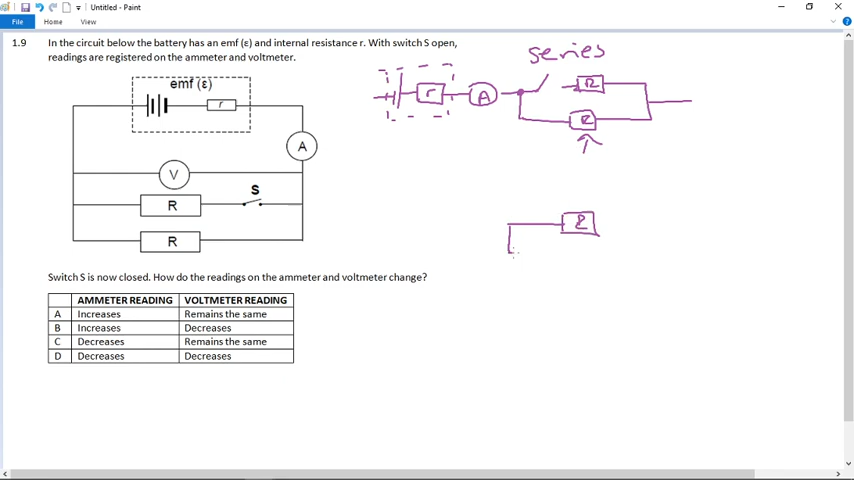 Untitled - Paint
File Home View
1.9 In the circuit below the battery has an emf (ε) and internal resistance r. With switch S open,
readings are registered on the ammeter and voltmeter.
series
emf (ε)
r
r A R
R
A
V
S
R
R
R
Switch S is now closed. How do the readings on the ammeter and voltmeter change?
AMMETER READING VOLTMETER READING
A Increases Remains the same
B Increases Decreases
C Decreases Remains the same
D Decreases Decreases